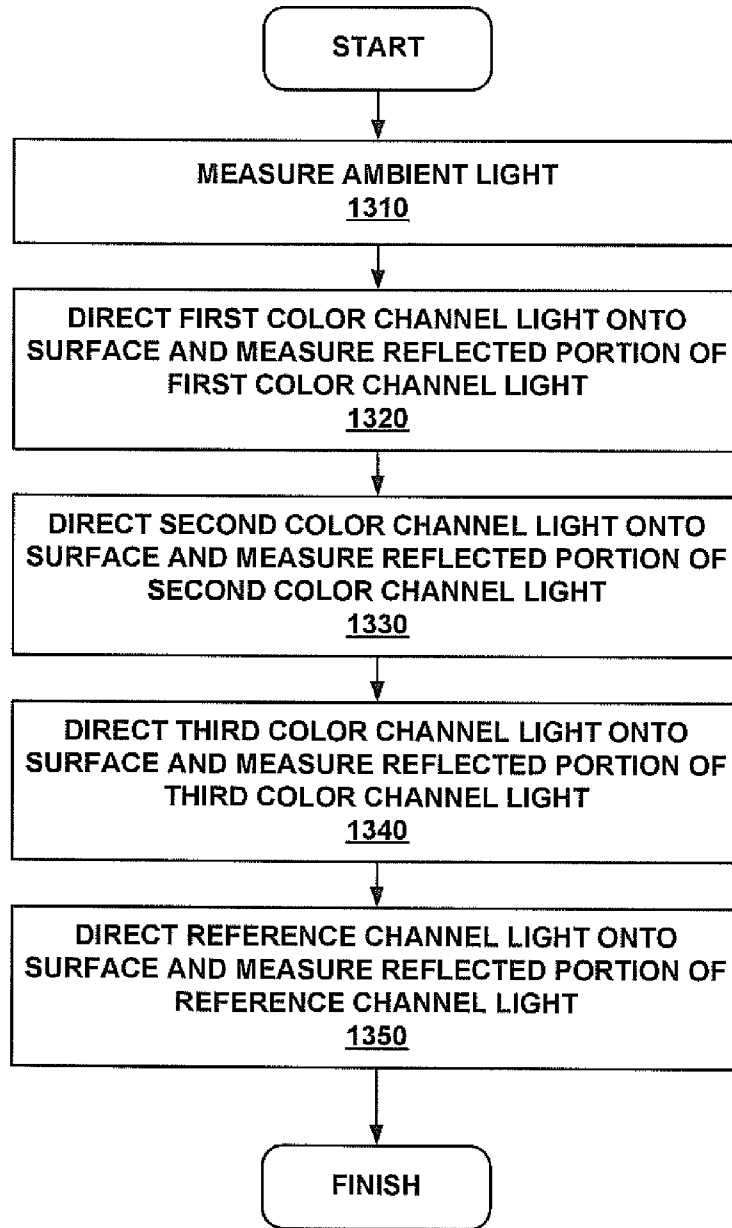 START
MEASURE AMBIENT LIGHT
1310
DIRECT FIRST COLOR CHANNEL LIGHT ONTO
SURFACE AND MEASURE REFLECTED PORTION OF
FIRST COLOR CHANNEL LIGHT
1320
DIRECT SECOND COLOR CHANNEL LIGHT ONTO
SURFACE AND MEASURE REFLECTED PORTION OF
SECOND COLOR CHANNEL LIGHT
1330
DIRECT THIRD COLOR CHANNEL LIGHT ONTO
SURFACE AND MEASURE REFLECTED PORTION OF
THIRD COLOR CHANNEL LIGHT
1340
DIRECT REFERENCE CHANNEL LIGHT ONTO
SURFACE AND MEASURE REFLECTED PORTION OF
REFERENCE CHANNEL LIGHT
1350
FINISH